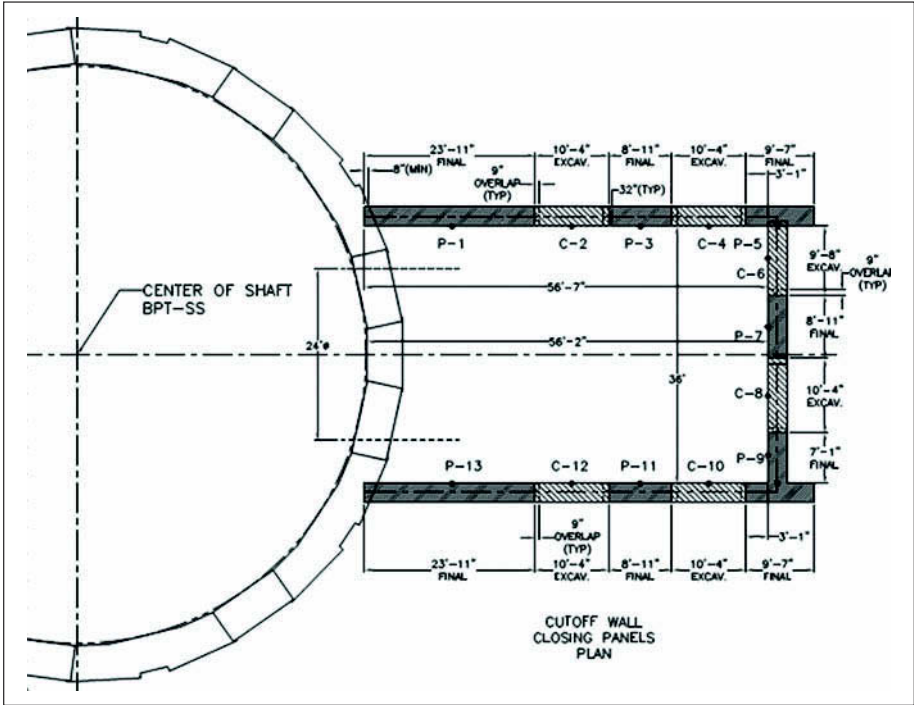 23'-11" FINAL
10'-4" EXCAV.
8'-11" FINAL
10'-4" EXCAV.
9'-7" FINAL
8"(MIN)
9" OVERLAP (TYP)
32"(TYP)
3'-1"
P-1
C-2
P-3
C-4
P-5
9'-8" EXCAV.
9" OVERLAP (TYP)
C-6
CENTER OF SHAFT
BPT-SS
56'-7"
8'-11" FINAL
P-7
24'ø
56'-2"
36'
C-8
10'-4" EXCAV.
P-9
7'-1" FINAL
P-13
C-12
P-11
C-10
9" OVERLAP (TYP)
3'-1"
23'-11" FINAL
10'-4" EXCAV.
8'-11" FINAL
10'-4" EXCAV.
9'-7" FINAL
CUTOFF WALL
CLOSING PANELS
PLAN